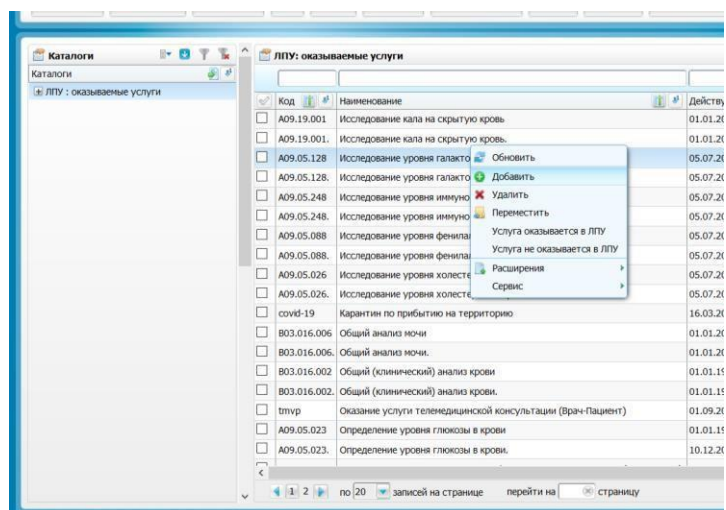 Каталоги
Каталоги
ЛПУ : оказываемые услуги
ЛПУ: оказываемые услуги
Код Наименование Действу
A09.19.001 Исследование кала на скрытую кровь 01.01.20
A09.19.001. Исследование кала на скрытую кровь. 01.01.20
A09.05.128 Исследование уровня галакто 05.07.20
A09.05.128. Исследование уровня галакто 05.07.20
A09.05.248 Исследование уровня иммуно 05.07.20
A09.05.248. Исследование уровня иммуно 05.07.20
A09.05.088 Исследование уровня фенила 05.07.20
A09.05.088. Исследование уровня фенила 05.07.20
A09.05.026 Исследование уровня холесте 05.07.20
A09.05.026. Исследование уровня холесте 05.07.20
Обновить
Добавить
Удалить
Переместить
Услуга оказывается в ЛПУ
Услуга не оказывается в ЛПУ
Расширения
Сервис
covid-19 Карантин по прибытию на территорию 16.03.20
B03.016.006 Общий анализ мочи 01.01.20
B03.016.006. Общий анализ мочи. 01.01.20
B03.016.002 Общий (клинический) анализ крови 01.01.19
B03.016.002. Общий (клинический) анализ крови. 01.01.19
tmvp Оказание услуги телемедицинской консультации (Врач-Пациент) 01.09.20
A09.05.023 Определение уровня глюкозы в крови 01.01.19
A09.05.023. Определение уровня глюкозы в крови. 10.12.20
1 2 по 20 записей на странице перейти на страницу